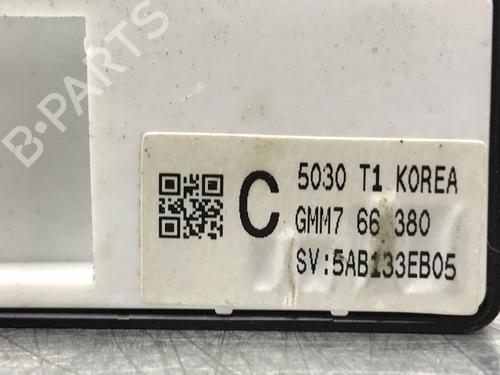 B-PARTS
C
5030 T1 KOREA
GMM7 66 380
SV:5AB133EB05